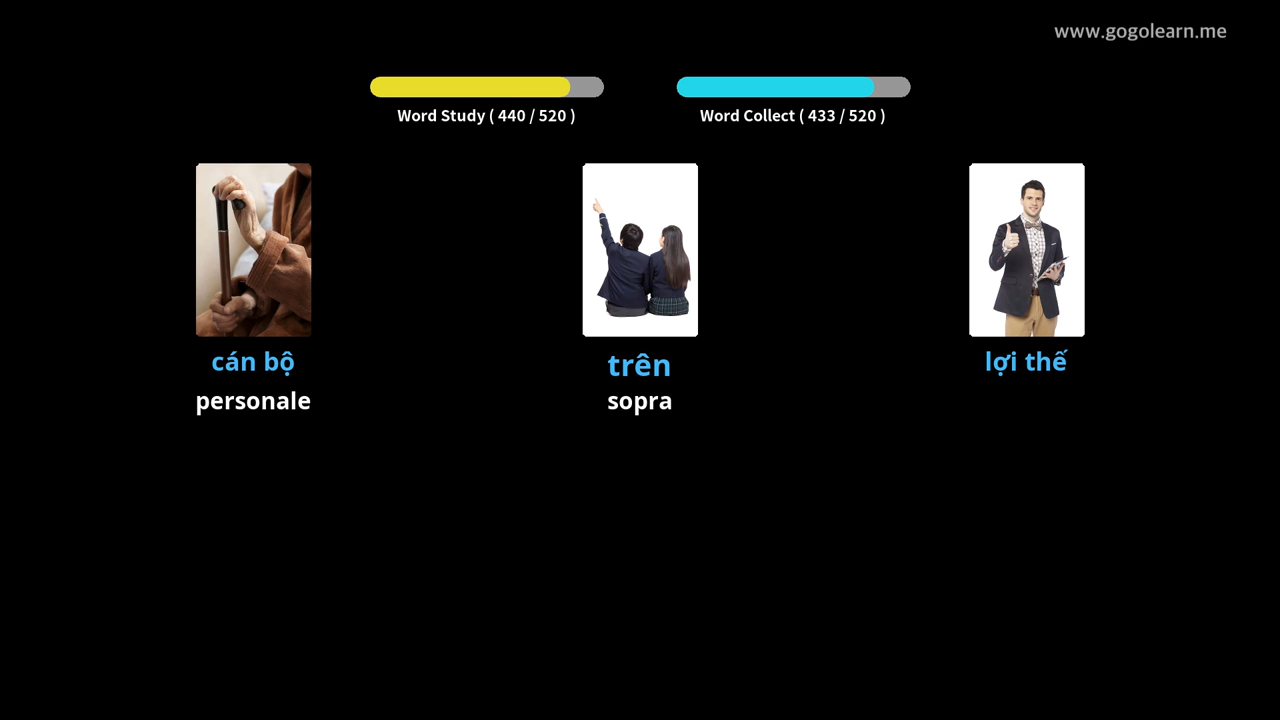 www.gogolearn.me
Word Study ( 440 / 520 )
Word Collect ( 433 / 520 )
cán bộ
personale
trên
sopra
lợi thế